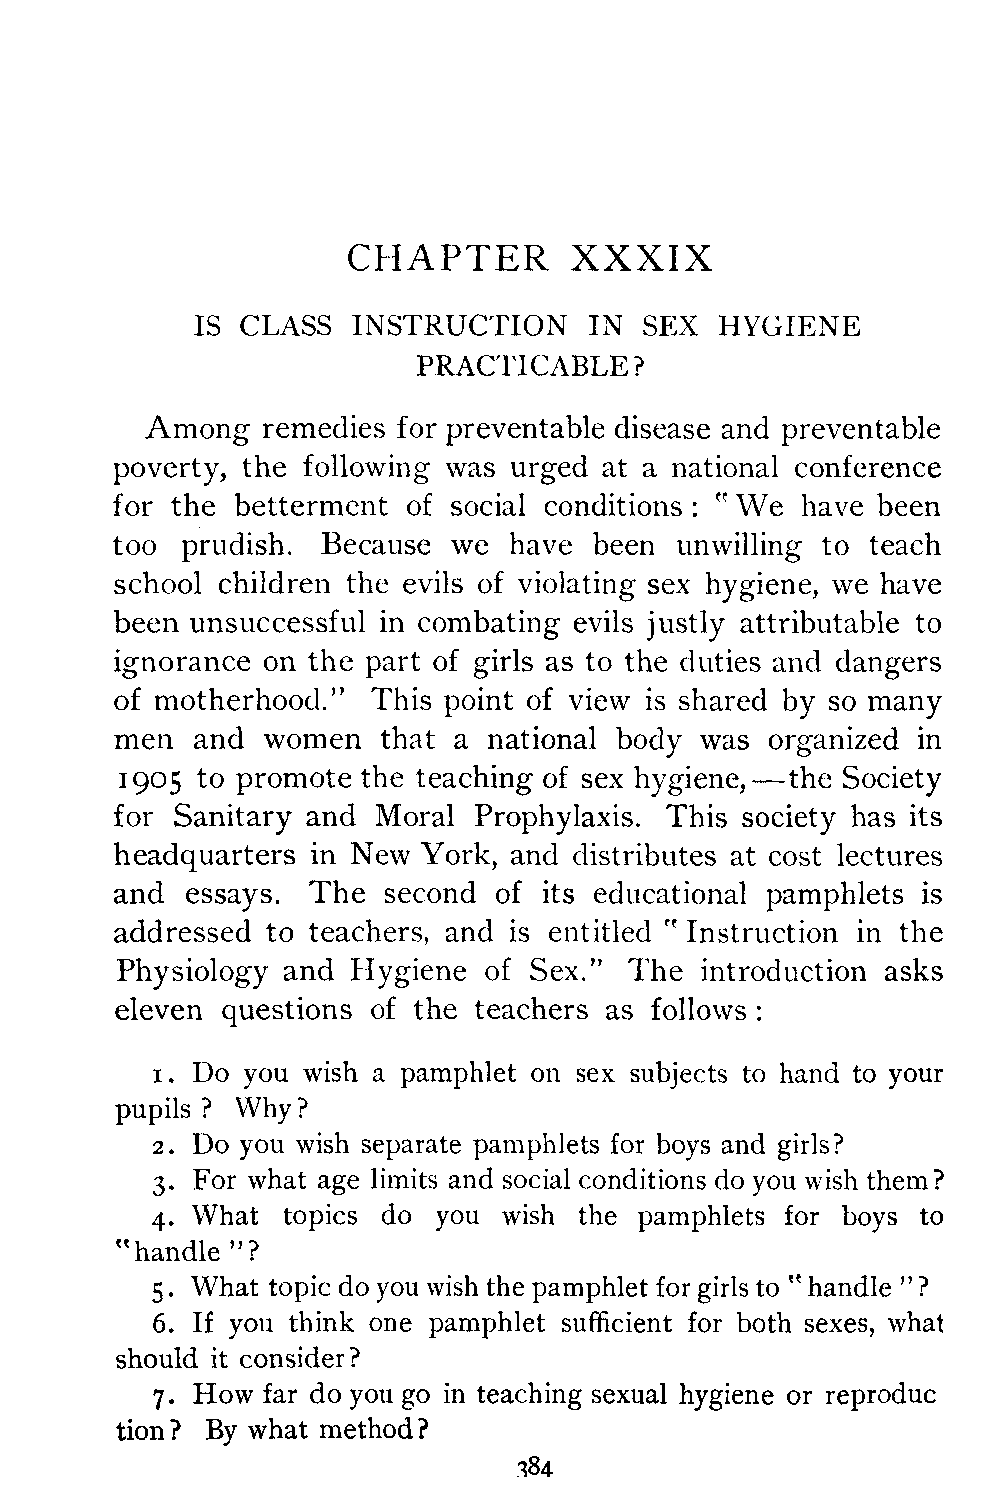 CHAPTER XXXIX
IS CLASS INSTRUCTION IN SEX HYGIENE
PRACTICABLE?
Among remedies for preventable disease and preventable
poverty, the following was urged at a national conference
for the betterment of social conditions: "We have been
too prudish. Because we have been unwilling to teach
school children the evils of violating sex hygiene, we have
been unsuccessful in combating evils justly attributable to
ignorance on the part of girls as to the duties and dangers
of motherhood." This point of view is shared by so many
men and women that a national body was organized in
1905 to promote the teaching of sex hygiene,—the Society
for Sanitary and Moral Prophylaxis. This society has its
headquarters in New York, and distributes at cost lectures
and essays. The second of its educational pamphlets is
addressed to teachers, and is entitled "Instruction in the
Physiology and Hygiene of Sex." The introduction asks
eleven questions of the teachers as follows:
1. Do you wish a pamphlet on sex subjects to hand to your
pupils? Why?
2. Do you wish separate pamphlets for boys and girls?
3. For what age limits and social conditions do you wish them?
4. What topics do you wish the pamphlets for boys to
"handle"?
5. What topic do you wish the pamphlet for girls to "handle"?
6. If you think one pamphlet sufficient for both sexes, what
should it consider?
7. How far do you go in teaching sexual hygiene or reproduc
tion? By what method?
384